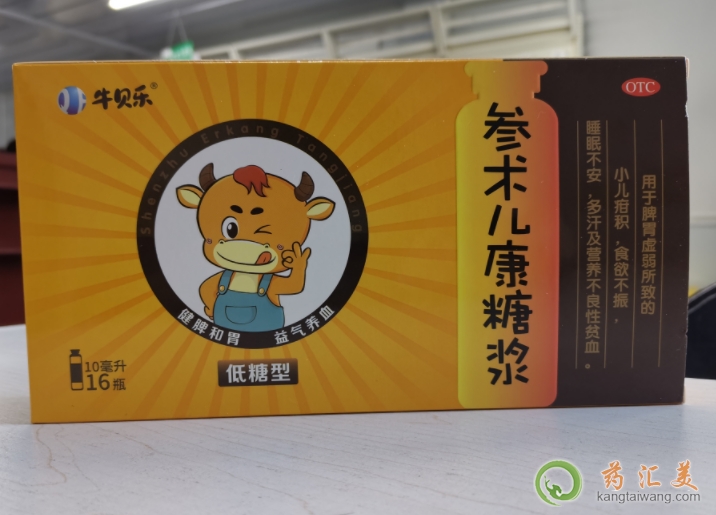 牛贝乐®
Shenzhu Erkang Tangjiang
健脾和胃 益气养血
10毫升
16瓶
低糖型
参术儿康糖浆
OTC
用于脾胃虚弱所致的
小儿疳积，食欲不振，
睡眠不安，多汗及营养不良性贫血。
药汇美
kangtaiwang.com